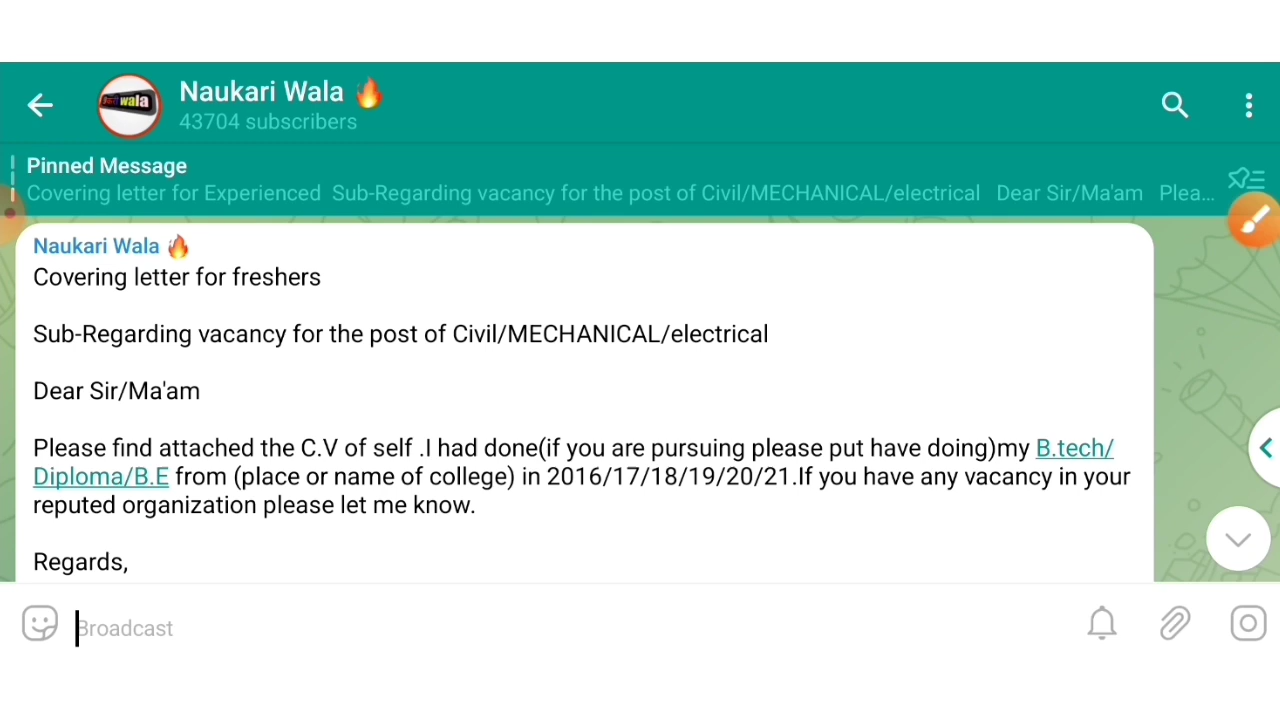 Naukari Wala 🔥
43704 subscribers
Pinned Message
Covering letter for Experienced Sub-Regarding vacancy for the post of Civil/MECHANICAL/electrical Dear Sir/Ma'am Plea...
wala
Naukari Wala 🔥
Covering letter for freshers
Sub-Regarding vacancy for the post of Civil/MECHANICAL/electrical
Dear Sir/Ma'am
Please find attached the C.V of self .I had done(if you are pursuing please put have doing)my B.tech/
Diploma/B.E from (place or name of college) in 2016/17/18/19/20/21.If you have any vacancy in your
reputed organization please let me know.
Regards,
Broadcast